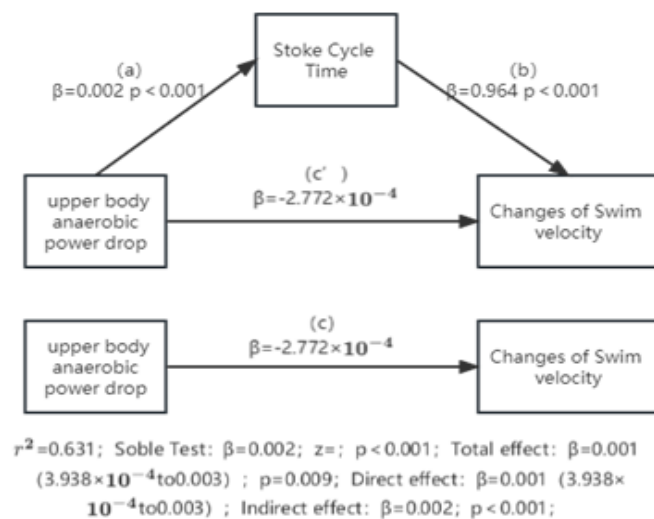 Stoke Cycle
Time
(a)
β=0.002 p<0.001
(b)
β=0.964 p<0.001
upper body
anaerobic
power drop
(c')
β=-2.772×10⁻⁴
Changes of Swim
velocity
upper body
anaerobic
power drop
(c)
β=-2.772×10⁻⁴
Changes of Swim
velocity
r²=0.631; Soble Test: β=0.002; z=; p<0.001; Total effect: β=0.001
(3.938×10⁻⁴to0.003) ; p=0.009; Direct effect: β=0.001 (3.938×
10⁻⁴to0.003) ; Indirect effect: β=0.002; p<0.001;